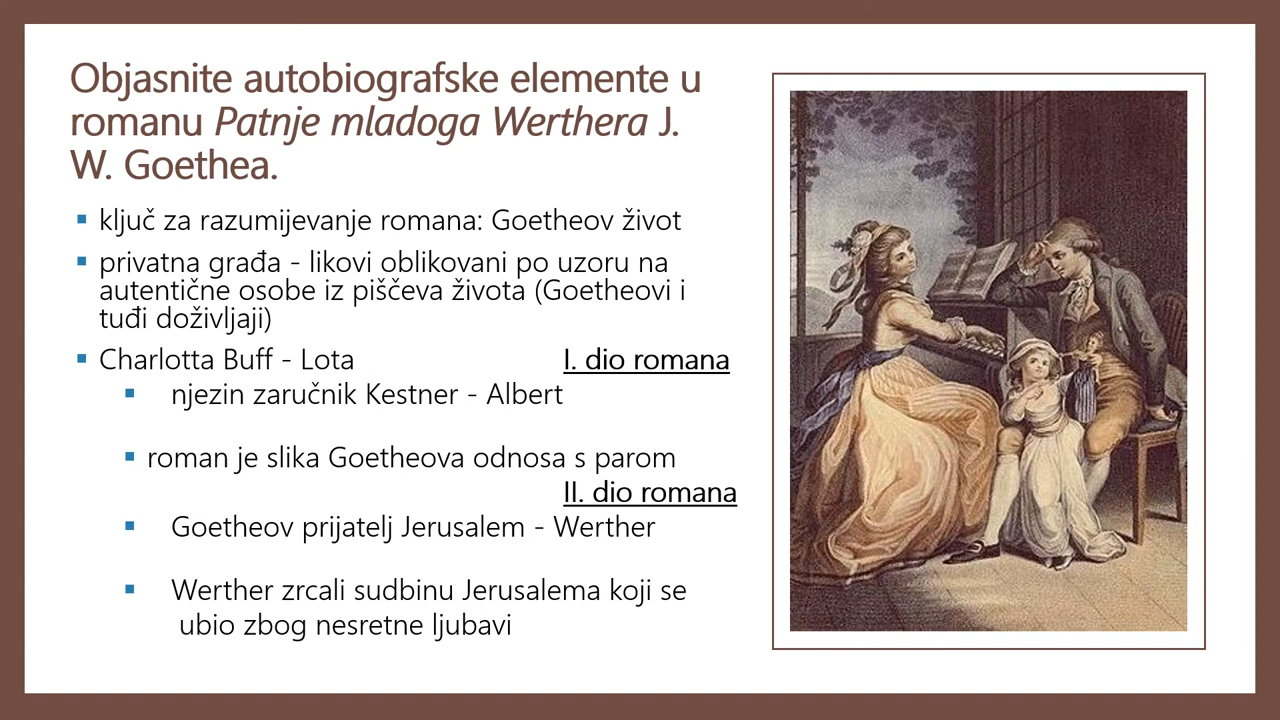 Objasnite autobiografske elemente u
romanu Patnje mladoga Werthera J.
W. Goethea.
▪ ključ za razumijevanje romana: Goetheov život
▪ privatna građa - likovi oblikovani po uzoru na
autentične osobe iz piščeva života (Goetheovi i
tuđi doživljaji)
▪ Charlotta Buff - Lota I. dio romana
▪ njezin zaručnik Kestner - Albert
▪ roman je slika Goetheova odnosa s parom
II. dio romana
▪ Goetheov prijatelj Jerusalem - Werther
▪ Werther zrcali sudbinu Jerusalema koji se
ubio zbog nesretne ljubavi